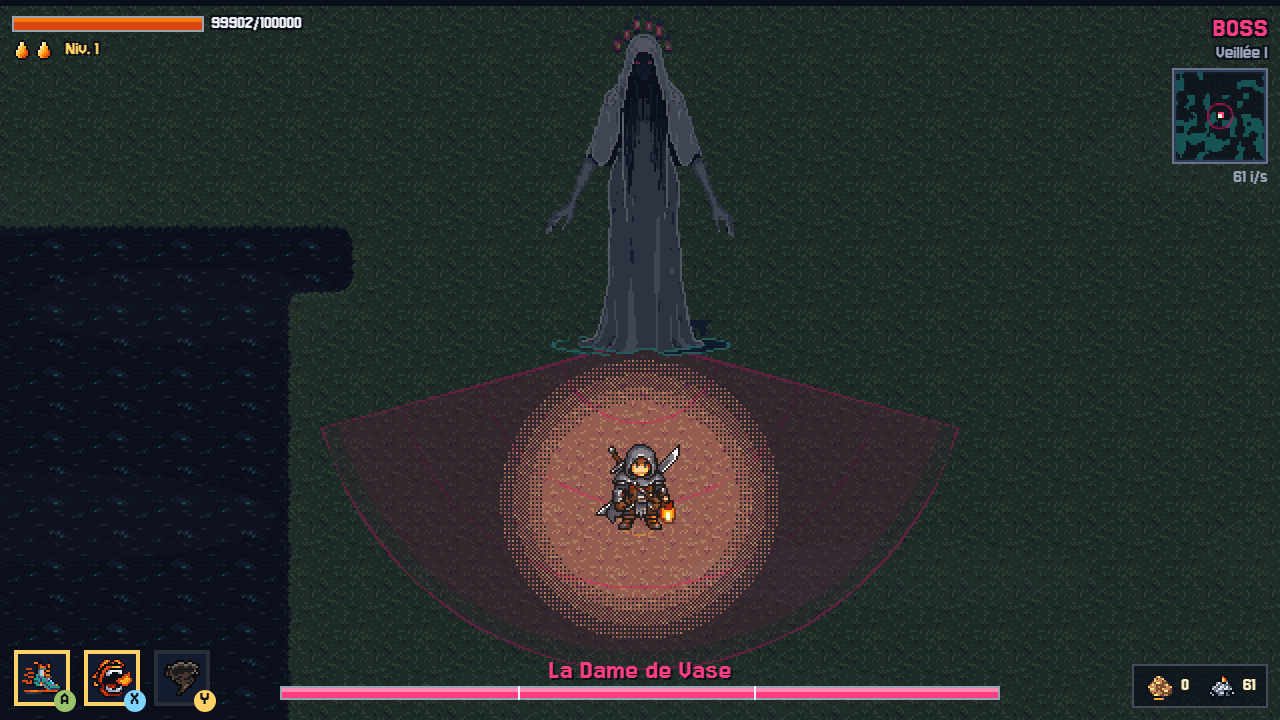 99902/100000
Niv. 1
BOSS
Veillée I
61 i/s
La Dame de Vase
A
X
Y
0
61